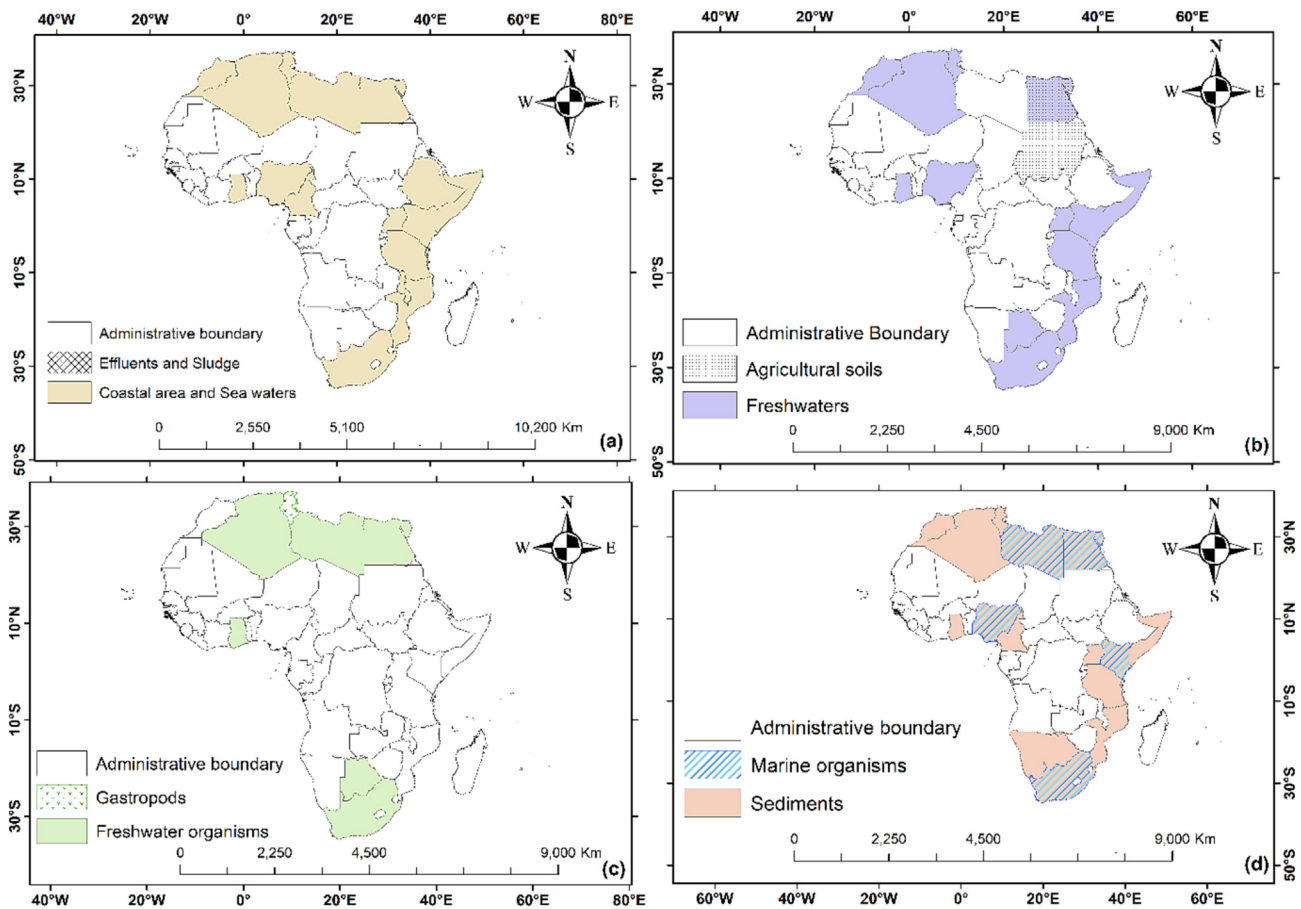 40°W 20°W 0° 20°E 40°E 60°E 80°E
40°W 20°W 0° 20°E 40°E 60°E
30°N
10°N
10°S
30°S
50°S
N
W E
S
Administrative boundary
Effluents and Sludge
Coastal area and Sea waters
0 2,550 5,100 10,200 Km
(a)
30°N
10°N
10°S
30°S
50°S
N
W E
S
Administrative Boundary
Agricultural soils
Freshwaters
0 2,250 4,500 9,000 Km
(b)
30°N
10°N
10°S
30°S
N
W E
S
Administrative boundary
Gastropods
Freshwater organisms
0 2,250 4,500 9,000 Km
(c)
30°N
10°N
10°S
30°S
50°S
N
W E
S
Administrative boundary
Marine organisms
Sediments
0 2,250 4,500 9,000 Km
(d)
40°W 20°W 0° 20°E 40°E 60°E 80°E
60°W 40°W 20°W 0° 20°E 40°E 60°E